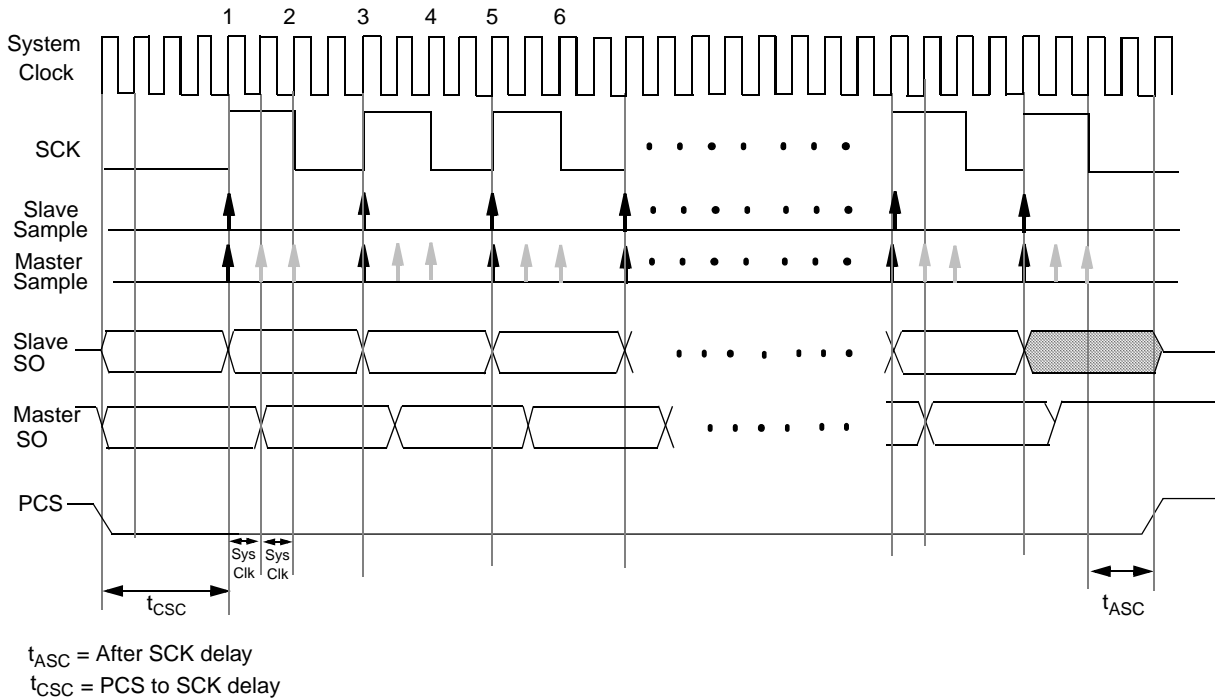 1 2 3 4 5 6
System
Clock
SCK
Slave
Sample
Master
Sample
Slave
SO
Master
SO
PCS
Sys Sys
Clk Clk
tCSC
tASC
tASC = After SCK delay
tCSC = PCS to SCK delay